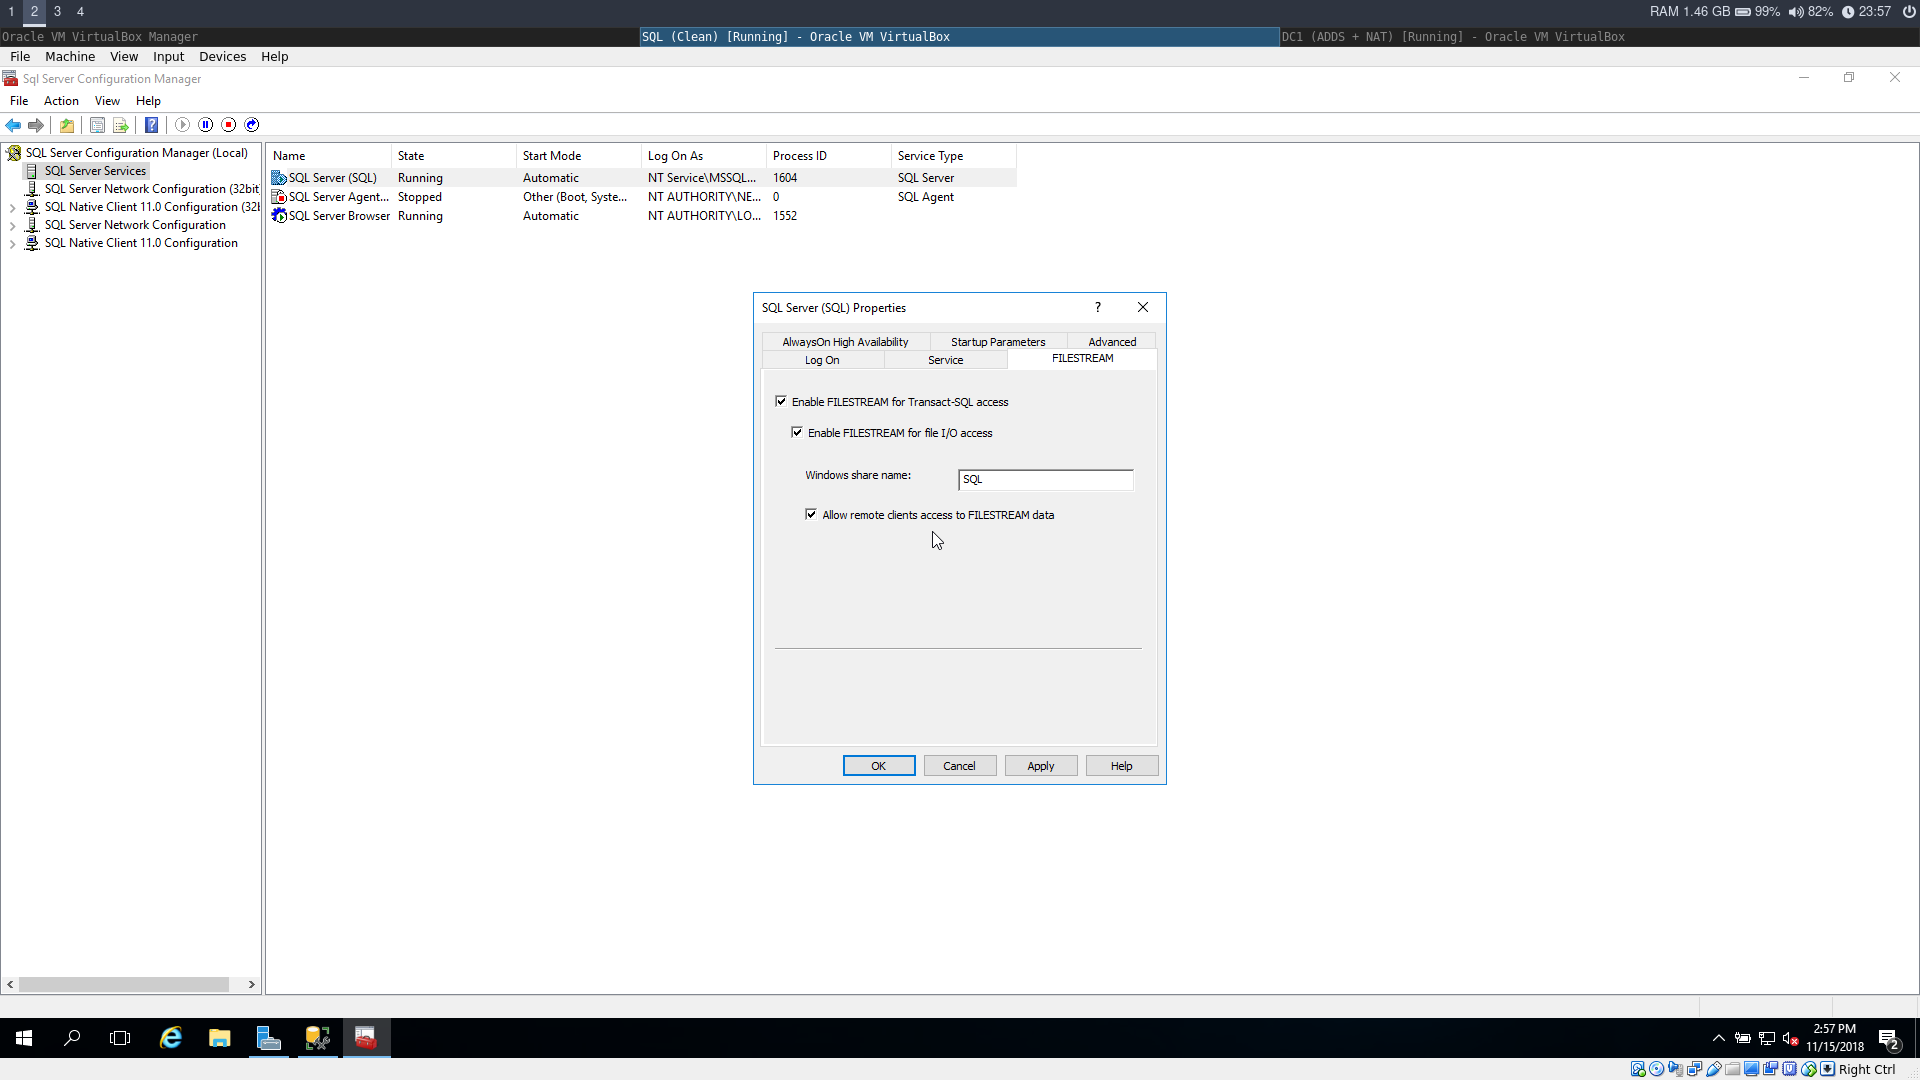 1 2 3 4 RAM 1.46 GB 99% 82% 23:57
Oracle VM VirtualBox Manager SQL (Clean) [Running] - Oracle VM VirtualBox DC1 (ADDS + NAT) [Running] - Oracle VM VirtualBox
File Machine View Input Devices Help
Sql Server Configuration Manager
File Action View Help
SQL Server Configuration Manager (Local)
SQL Server Services
SQL Server Network Configuration (32bit
SQL Native Client 11.0 Configuration (32b
SQL Server Network Configuration
SQL Native Client 11.0 Configuration
Name State Start Mode Log On As Process ID Service Type
SQL Server (SQL) Running Automatic NT Service\MSSQL... 1604 SQL Server
SQL Server Agent... Stopped Other (Boot, Syste... NT AUTHORITY\NE... 0 SQL Agent
SQL Server Browser Running Automatic NT AUTHORITY\LO... 1552
SQL Server (SQL) Properties ?
AlwaysOn High Availability Startup Parameters Advanced
Log On Service FILESTREAM
Enable FILESTREAM for Transact-SQL access
Enable FILESTREAM for file I/O access
Windows share name: SQL
Allow remote clients access to FILESTREAM data
OK Cancel Apply Help
2:57 PM
11/15/2018
2
Right Ctrl